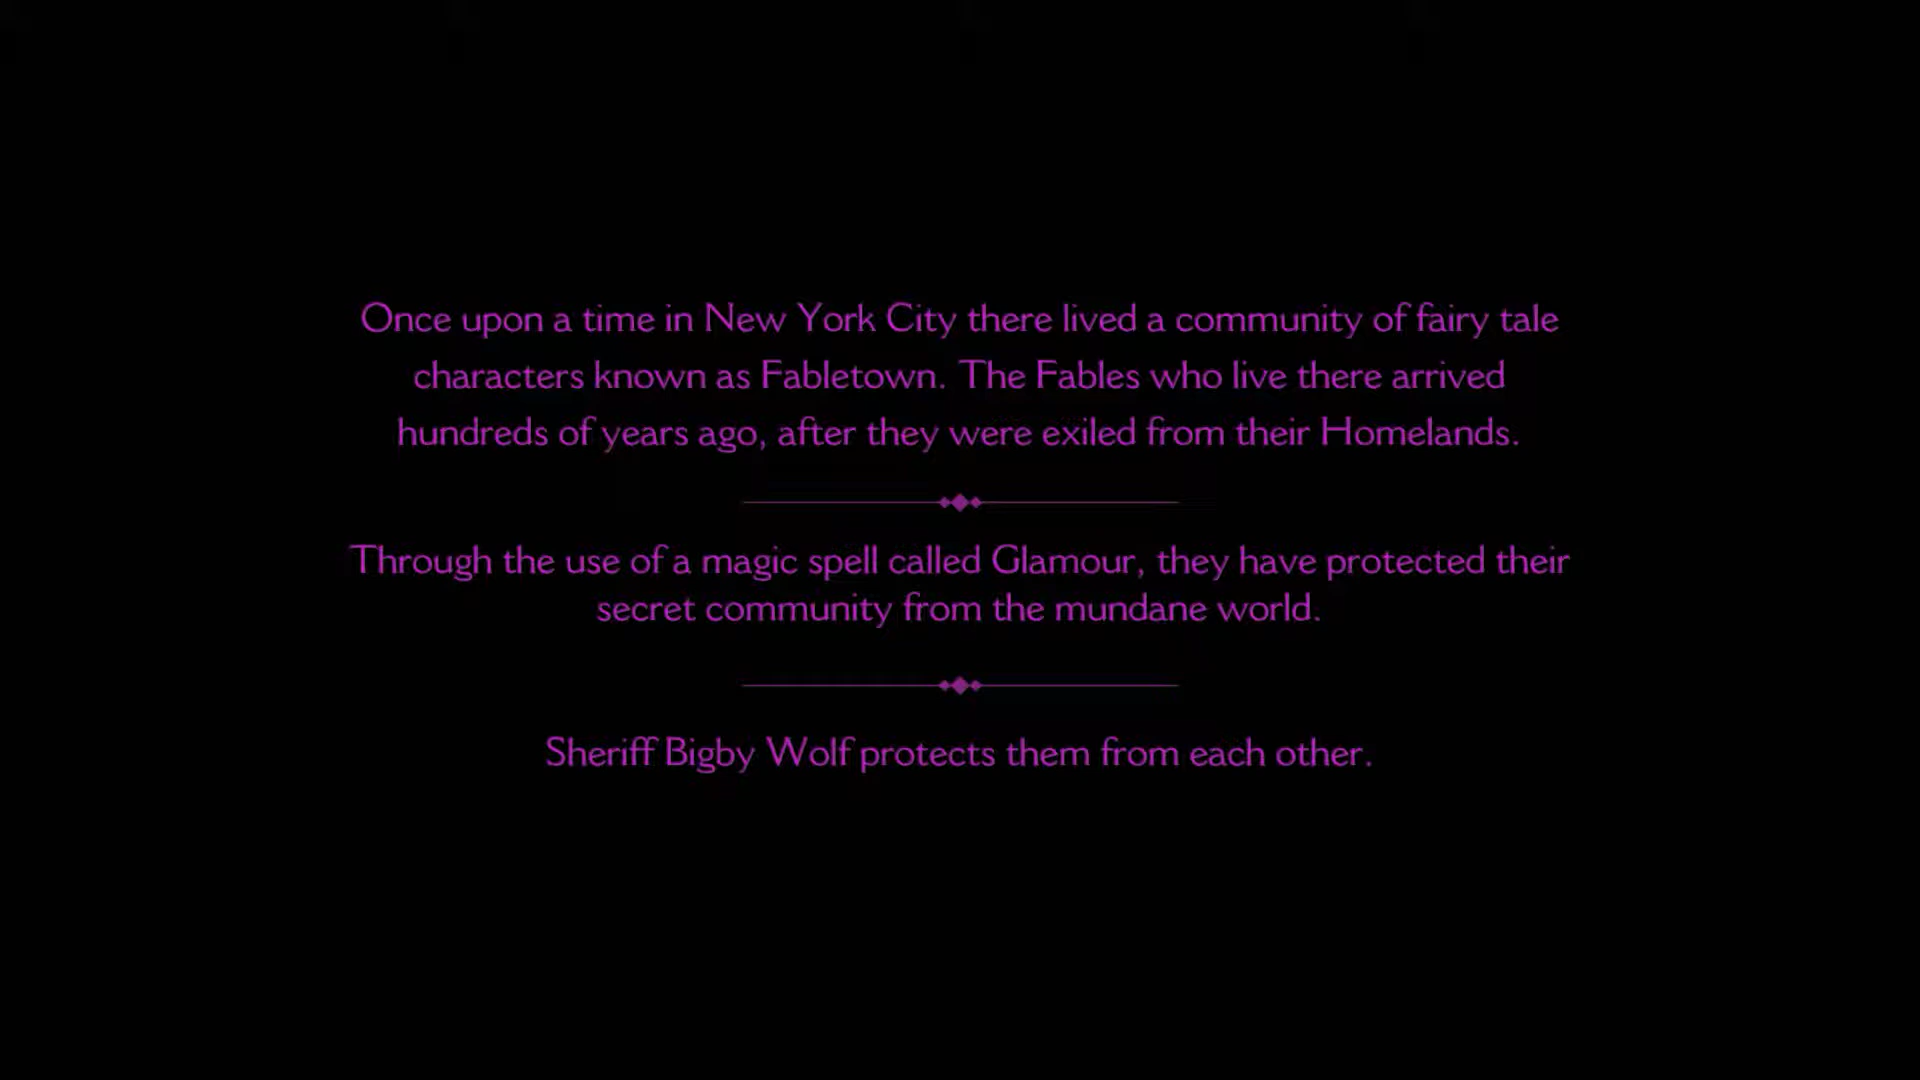 Once upon a time in New York City there lived a community of fairy tale
characters known as Fabletown. The Fables who live there arrived
hundreds of years ago, after they were exiled from their Homelands.
Through the use of a magic spell called Glamour, they have protected their
secret community from the mundane world.
Sheriff Bigby Wolf protects them from each other.